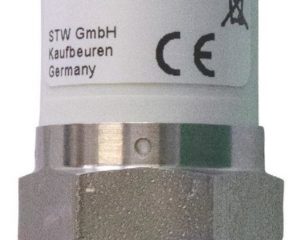 STW GmbH
Kaufbeuren
Germany
CE